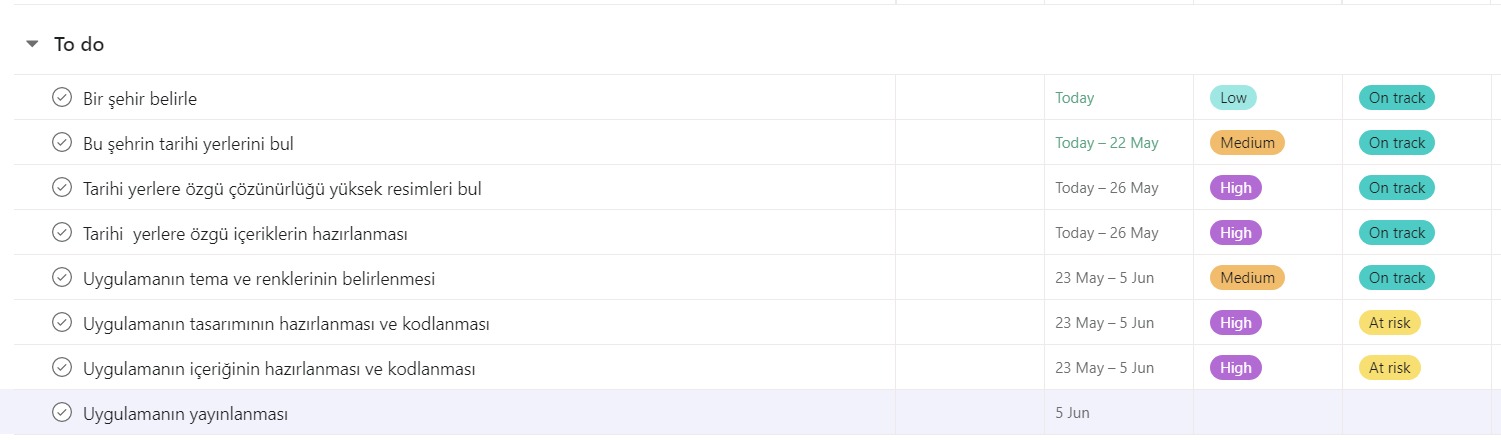 To do
Bir şehir belirle Today Low On track
Bu şehrin tarihi yerlerini bul Today – 22 May Medium On track
Tarihi yerlere özgü çözünürlüğü yüksek resimleri bul Today – 26 May High On track
Tarihi  yerlere özgü içeriklerin hazırlanması Today – 26 May High On track
Uygulamanın tema ve renklerinin belirlenmesi 23 May – 5 Jun Medium On track
Uygulamanın tasarımının hazırlanması ve kodlanması 23 May – 5 Jun High At risk
Uygulamanın içeriğinin hazırlanması ve kodlanması 23 May – 5 Jun High At risk
Uygulamanın yayınlanması 5 Jun